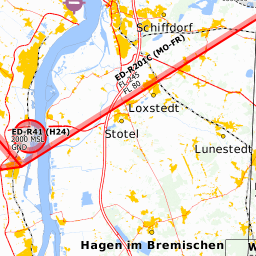 Schiffdorf
ED-R201C (MO-FR)
FL 245
FL 80
Loxstedt
ED-R41 (H24)
2000 MSL
GND
Stotel
Lunestedt
Hagen im Bremischen
W